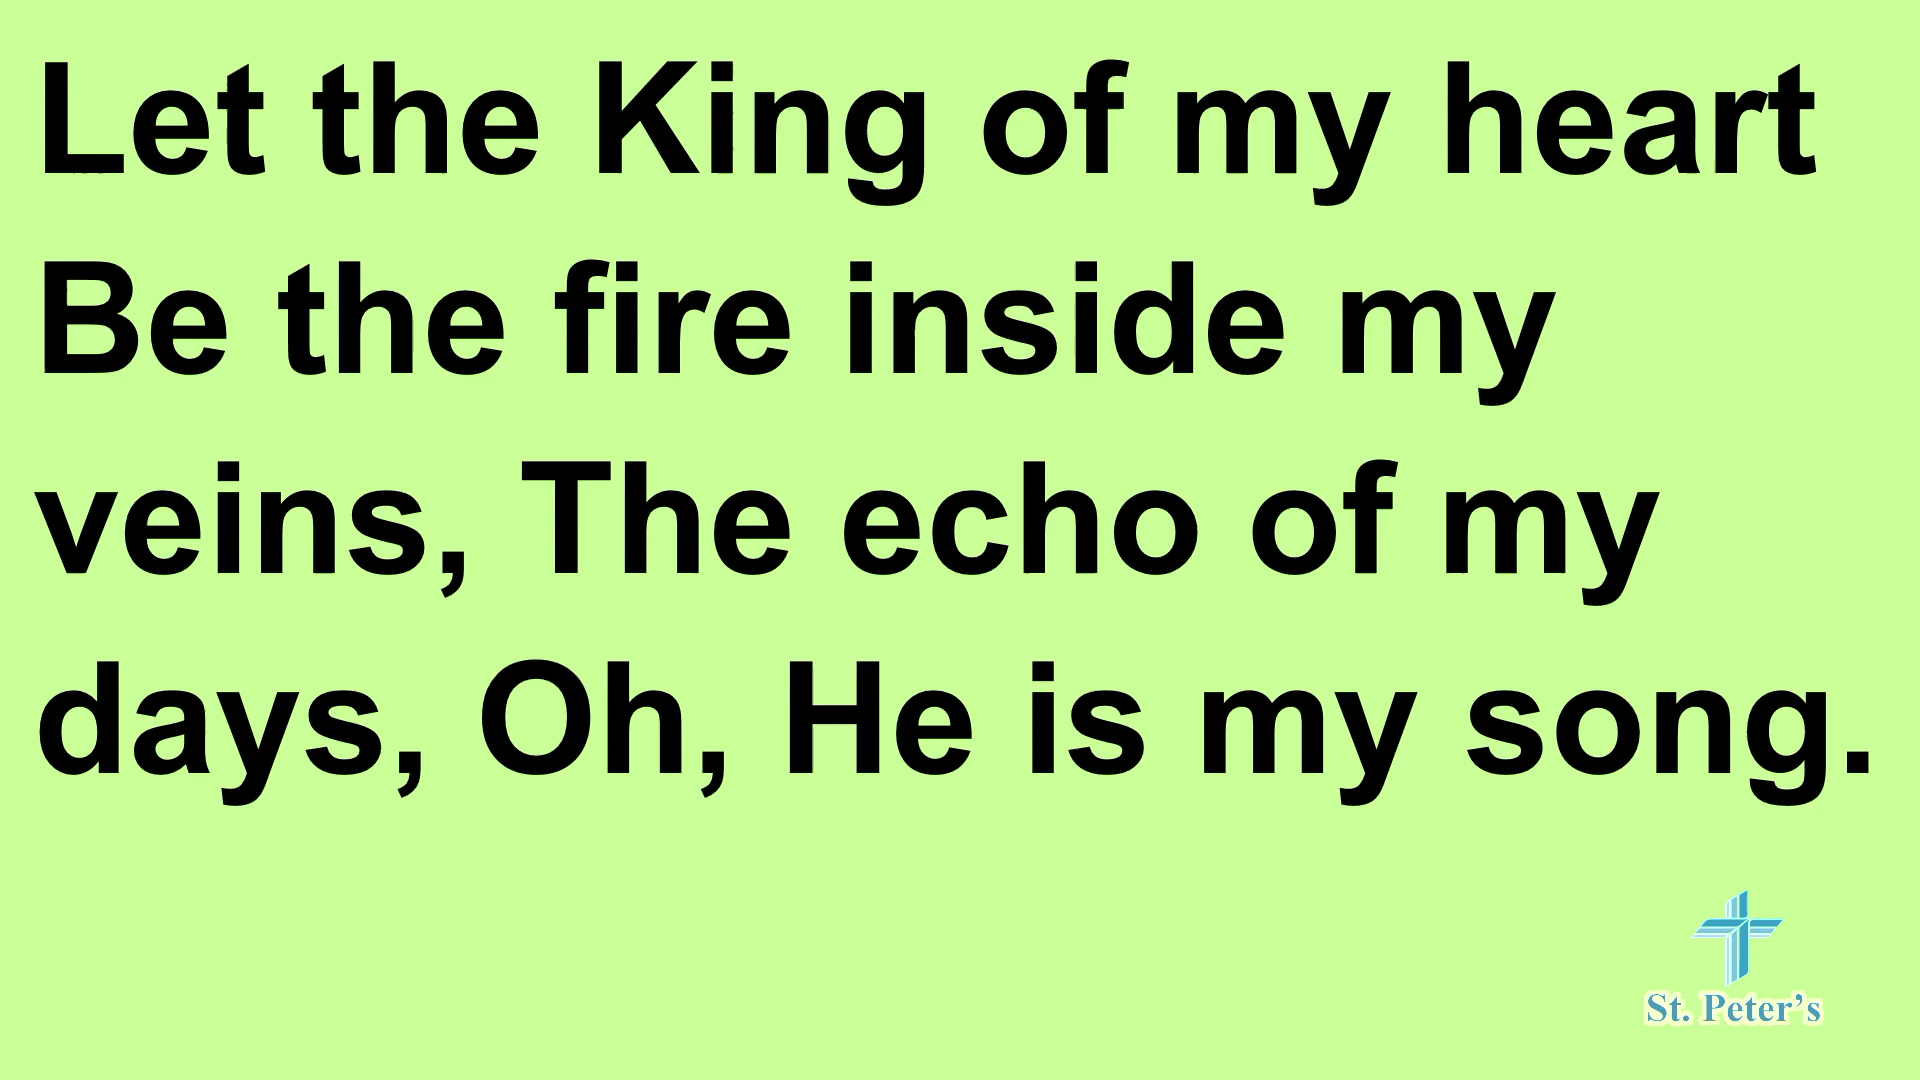 Let the King of my heart
Be the fire inside my
veins, The echo of my
days, Oh, He is my song.
St. Peter’s